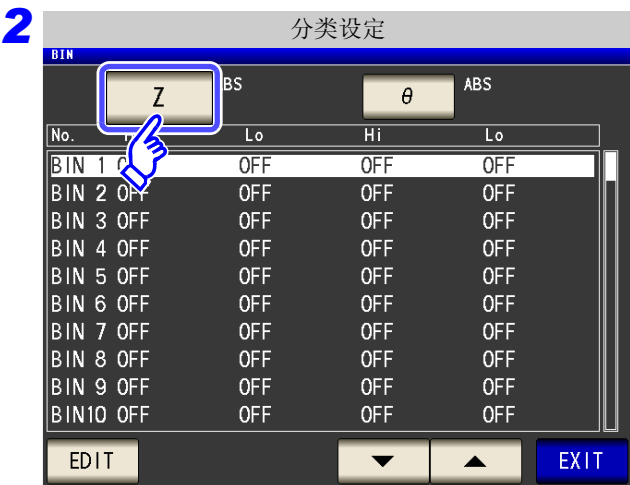 2
分类设定
BIN
Z BS θ ABS
No. Lo Hi Lo
BIN 1 OFF OFF OFF
BIN 2 OFF OFF OFF OFF
BIN 3 OFF OFF OFF OFF
BIN 4 OFF OFF OFF OFF
BIN 5 OFF OFF OFF OFF
BIN 6 OFF OFF OFF OFF
BIN 7 OFF OFF OFF OFF
BIN 8 OFF OFF OFF OFF
BIN 9 OFF OFF OFF OFF
BIN10 OFF OFF OFF OFF
EDIT EXIT